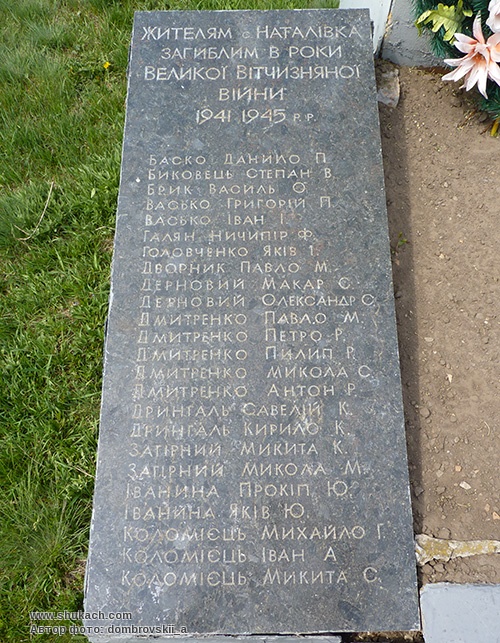 Жителям с. Наталівка
загиблим в роки
Великої Вітчизняної
війни
1941 1945 р.р.
Баско Данило П.
Биковець Степан В.
Брик Василь О.
Васько Григорій П.
Васько Іван І.
Галян Ничипір Ф.
Головченко Яків І.
Дворник Павло М.
Дерновий Макар С.
Дерновий Олександр С.
Дмитренко Павло М.
Дмитренко Петро Р.
Дмитренко Пилип Р.
Дмитренко Микола С.
Дмитренко Антон Р.
Дрингаль Савелій К.
Дрингаль Кирило К.
Загірний Микита К.
Загірний Микола М.
Іванина Прокіп Ю.
Іванина Яків Ю.
Коломієць Михайло Г.
Коломієць Іван А
Коломієць Микита С.
www.shukach.com
Автор фото: dombrovskii_a